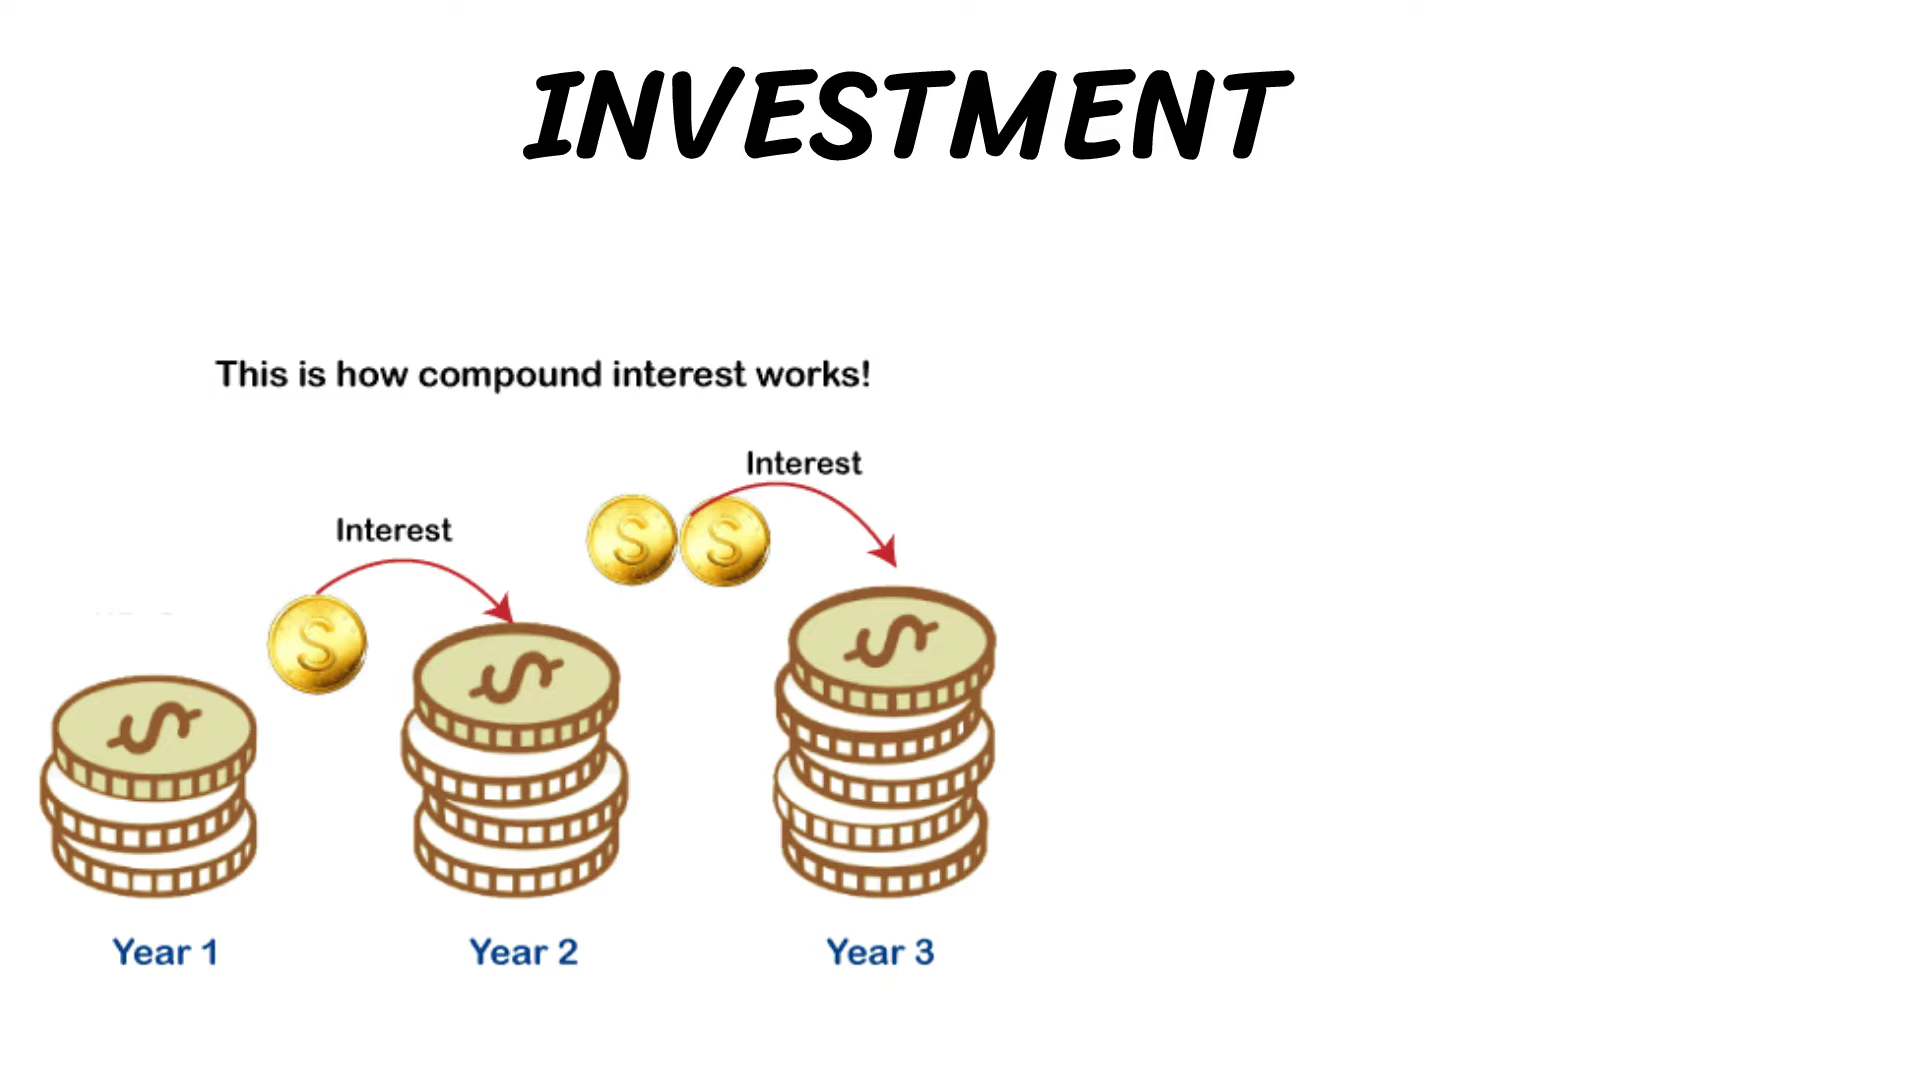 INVESTMENT
This is how compound interest works!
Interest
Interest
S
S
S
$
$
$
Year 1
Year 2
Year 3